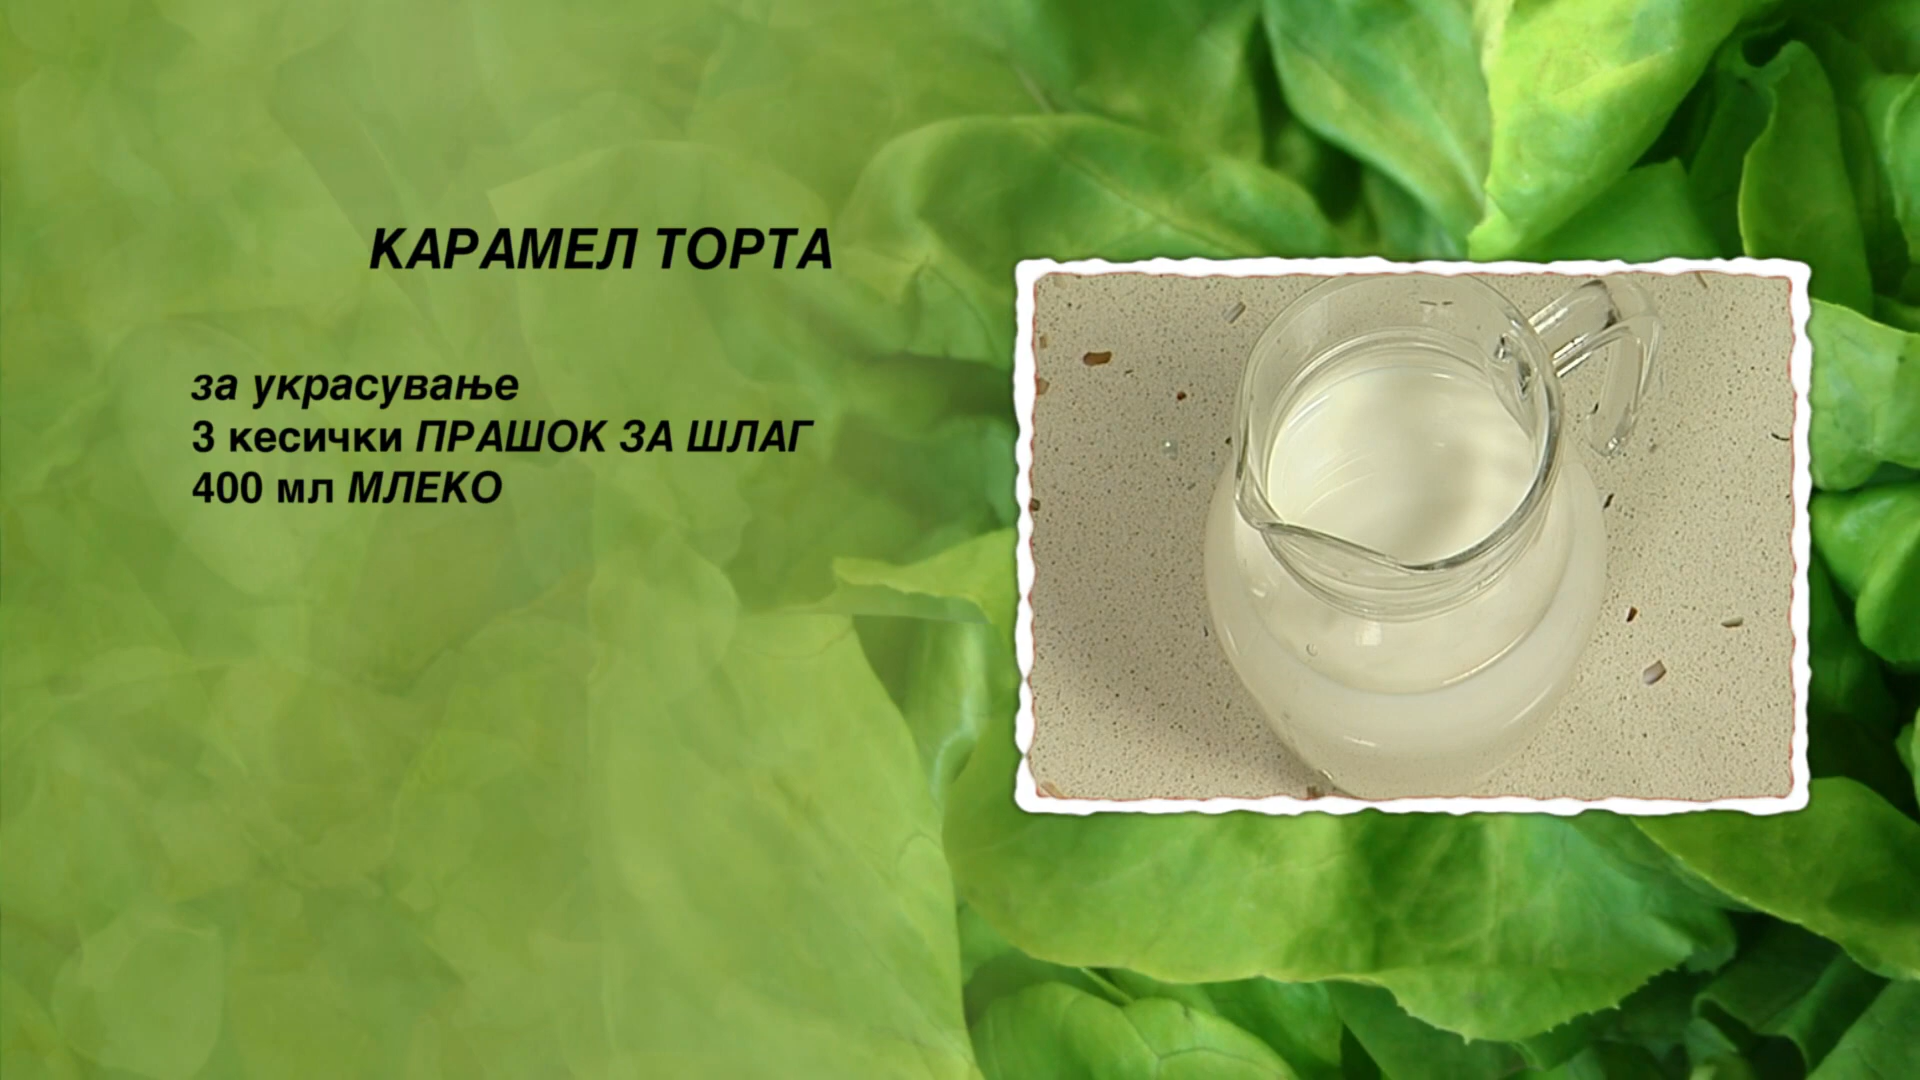 КАРАМЕЛ ТОРТА
за украсување
3 кесички ПРАШОК ЗА ШЛАГ
400 мл МЛЕКО